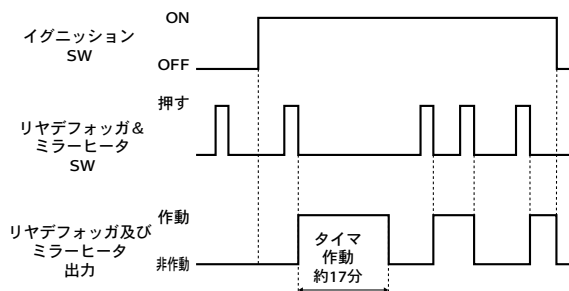 イグニッション
SW
ON
OFF
リヤデフォッガ&
ミラーヒータ
SW
押す
リヤデフォッガ及び
ミラーヒータ
出力
作動
非作動
タイマ
作動
約17分